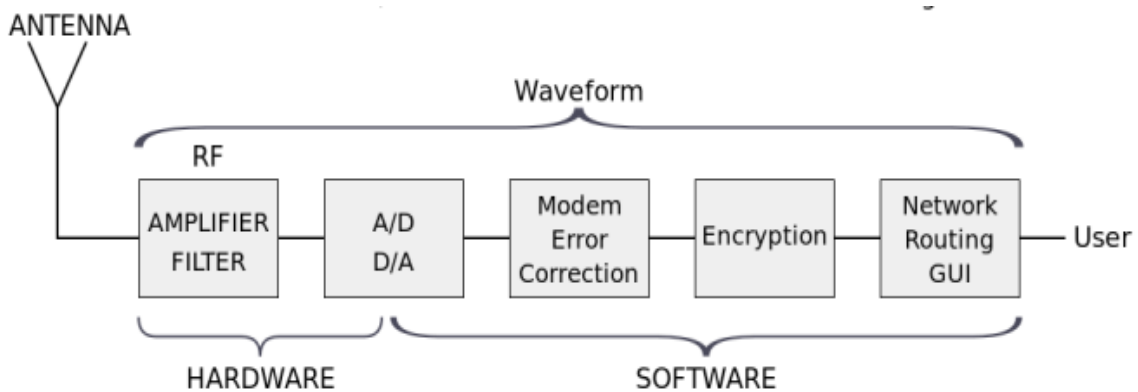 ANTENNA
Waveform
RF
AMPLIFIER
FILTER
A/D
D/A
Modem
Error
Correction
Encryption
Network
Routing
GUI
User
HARDWARE
SOFTWARE